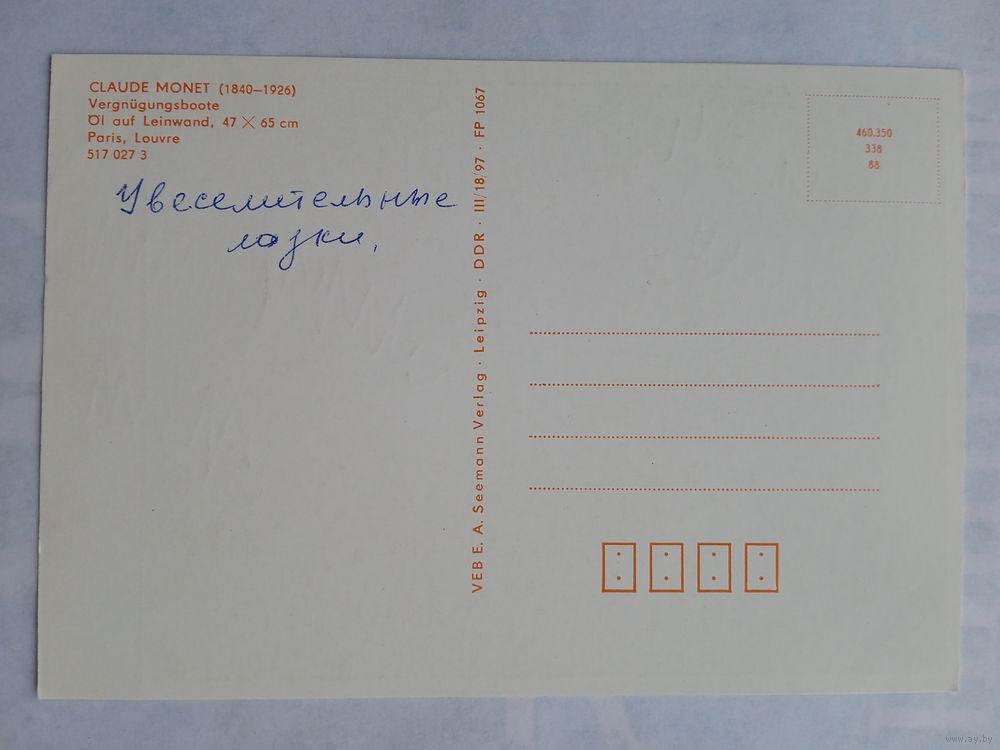 CLAUDE MONET (1840–1926)
Vergnügungsboote
Öl auf Leinwand, 47 × 65 cm
Paris, Louvre
517 027 3
Увеселительные
лодки,
VEB E. A. Seemann Verlag · Leipzig · DDR · III/18/97 · FP 1067
460.350
338
88
www.ay.by